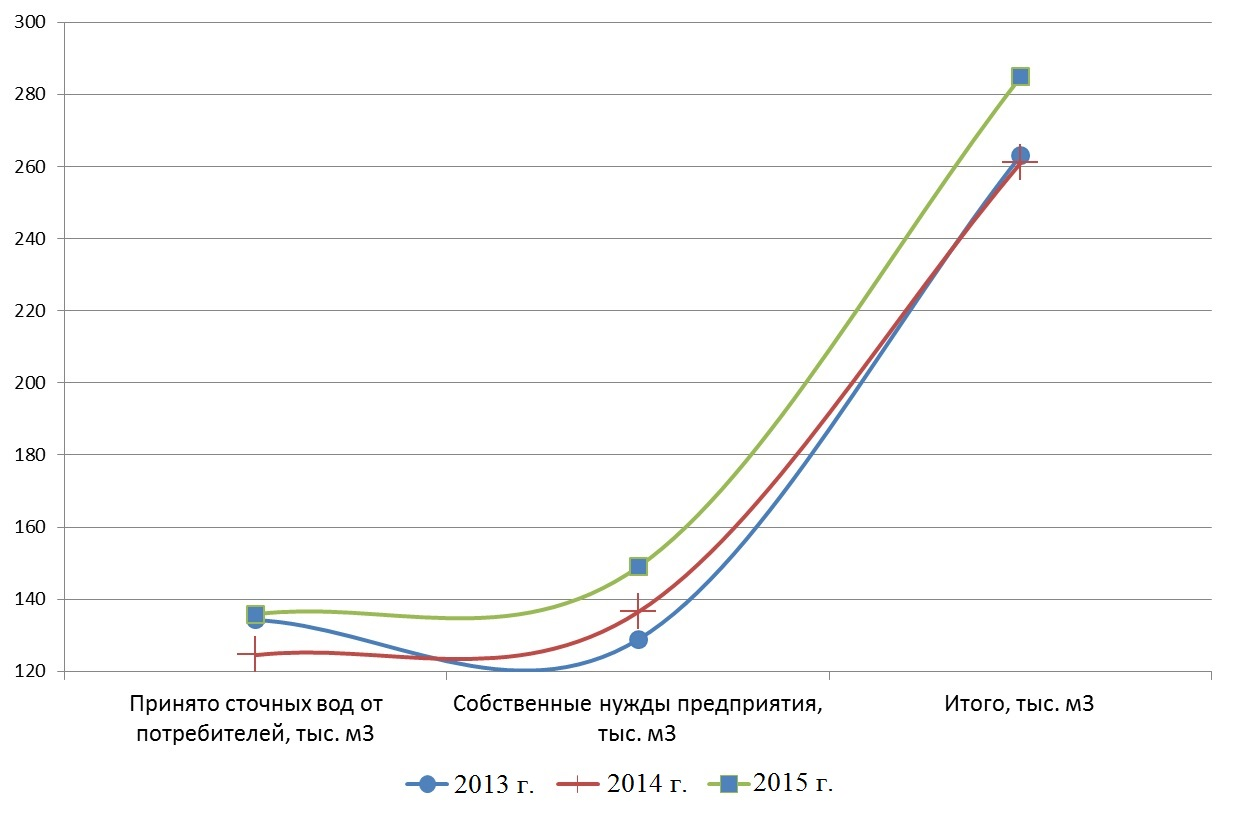 300
280
260
240
220
200
180
160
140
120
Принято сточных вод от
потребителей, тыс. м3
Собственные нужды предприятия,
тыс. м3
Итого, тыс. м3
2013 г.
2014 г.
2015 г.